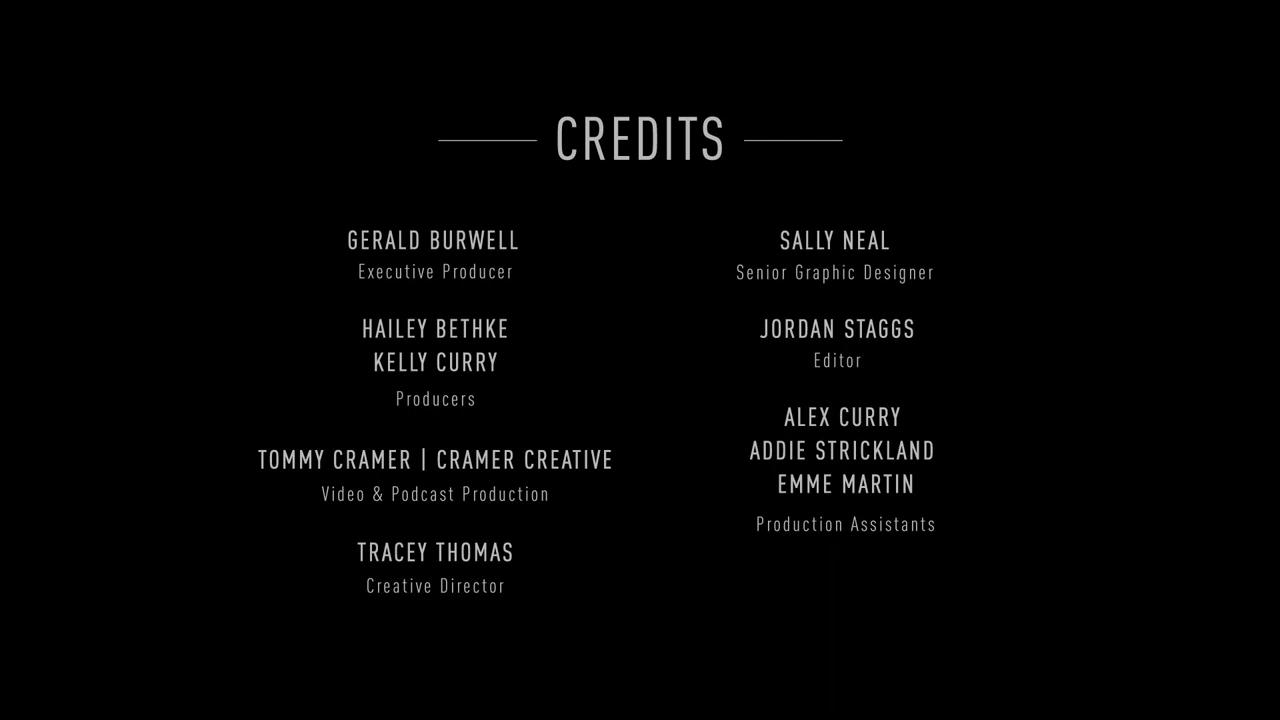 CREDITS
GERALD BURWELL
Executive Producer
HAILEY BETHKE
KELLY CURRY
Producers
TOMMY CRAMER | CRAMER CREATIVE
Video & Podcast Production
TRACEY THOMAS
Creative Director
SALLY NEAL
Senior Graphic Designer
JORDAN STAGGS
Editor
ALEX CURRY
ADDIE STRICKLAND
EMME MARTIN
Production Assistants